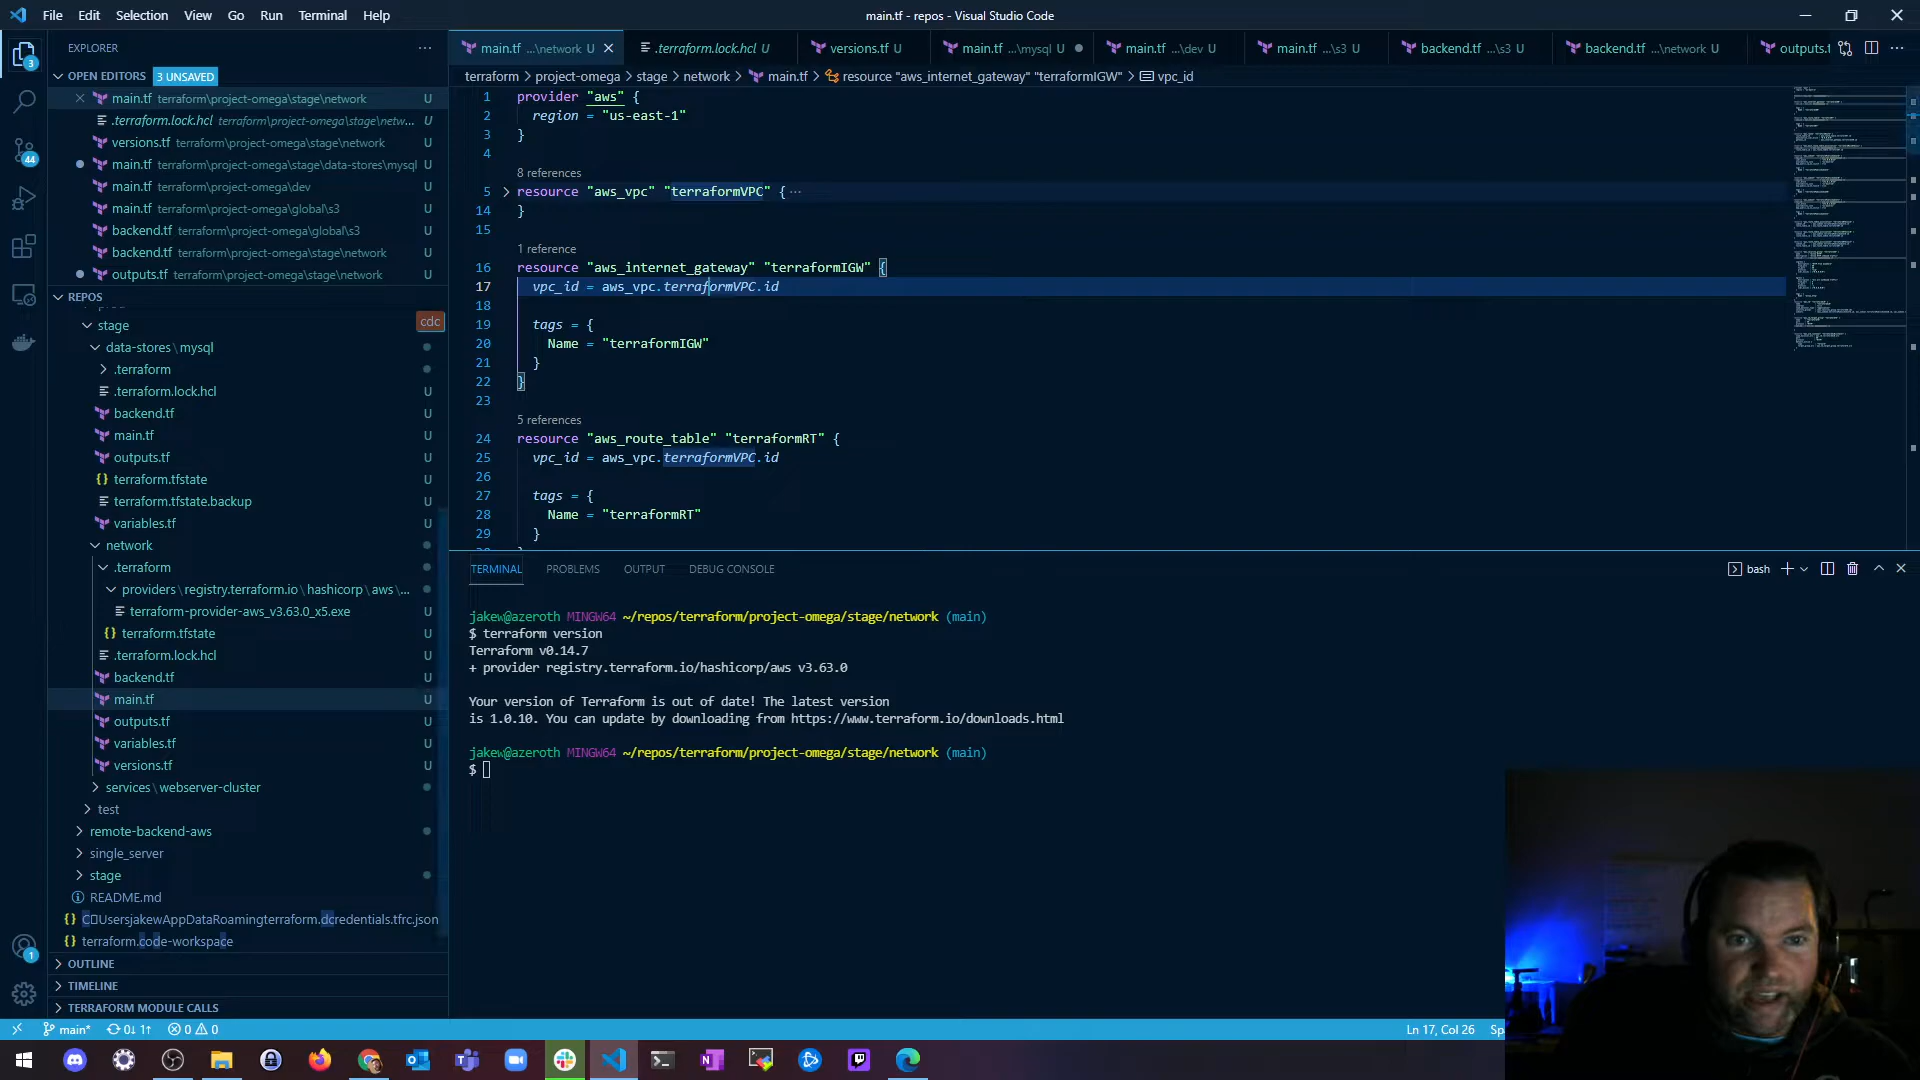 File Edit Selection View Go Run Terminal Help
main.tf - repos - Visual Studio Code
EXPLORER
OPEN EDITORS 3 UNSAVED
main.tf terraform\project-omega\stage\network U
.terraform.lock.hcl terraform\project-omega\stage\netw... U
versions.tf terraform\project-omega\stage\network U
main.tf terraform\project-omega\stage\data-stores\mysql U
main.tf terraform\project-omega\dev U
main.tf terraform\project-omega\global\s3 U
backend.tf terraform\project-omega\global\s3 U
backend.tf terraform\project-omega\stage\network U
outputs.tf terraform\project-omega\stage\network U
REPOS
stage
cdc
data-stores\mysql
.terraform
.terraform.lock.hcl U
backend.tf U
main.tf U
outputs.tf U
{} terraform.tfstate U
terraform.tfstate.backup U
variables.tf U
network
.terraform
providers\registry.terraform.io\hashicorp\aws\...
terraform-provider-aws_v3.63.0_x5.exe U
{} terraform.tfstate U
.terraform.lock.hcl U
backend.tf U
main.tf U
outputs.tf U
variables.tf U
versions.tf U
services\webserver-cluster
test
remote-backend-aws
single_server
stage
README.md
{} C▯UsersjakewAppDataRoamingterraform.dcredentials.tfrc.json
{} terraform.code-workspace
OUTLINE
TIMELINE
TERRAFORM MODULE CALLS
3
44
1
main.tf ...\network U
.terraform.lock.hcl U
versions.tf U
main.tf ...\mysql U
main.tf ...\dev U
main.tf ...\s3 U
backend.tf ...\s3 U
backend.tf ...\network U
outputs.t
terraform > project-omega > stage > network > main.tf > resource "aws_internet_gateway" "terraformIGW" > vpc_id
1 provider "aws" {
2 region = "us-east-1"
3 }
4
8 references
5 resource "aws_vpc" "terraformVPC" { ...
14 }
15
1 reference
16 resource "aws_internet_gateway" "terraformIGW" {
17 vpc_id = aws_vpc.terraformVPC.id
18
19 tags = {
20 Name = "terraformIGW"
21 }
22 }
23
5 references
24 resource "aws_route_table" "terraformRT" {
25 vpc_id = aws_vpc.terraformVPC.id
26
27 tags = {
28 Name = "terraformRT"
29 }
TERMINAL PROBLEMS OUTPUT DEBUG CONSOLE
bash
jakew@azeroth MINGW64 ~/repos/terraform/project-omega/stage/network (main)
$ terraform version
Terraform v0.14.7
+ provider registry.terraform.io/hashicorp/aws v3.63.0
Your version of Terraform is out of date! The latest version
is 1.0.10. You can update by downloading from https://www.terraform.io/downloads.html
jakew@azeroth MINGW64 ~/repos/terraform/project-omega/stage/network (main)
$
main* 0↓ 1↑ 0 0
Ln 17, Col 26 Sp